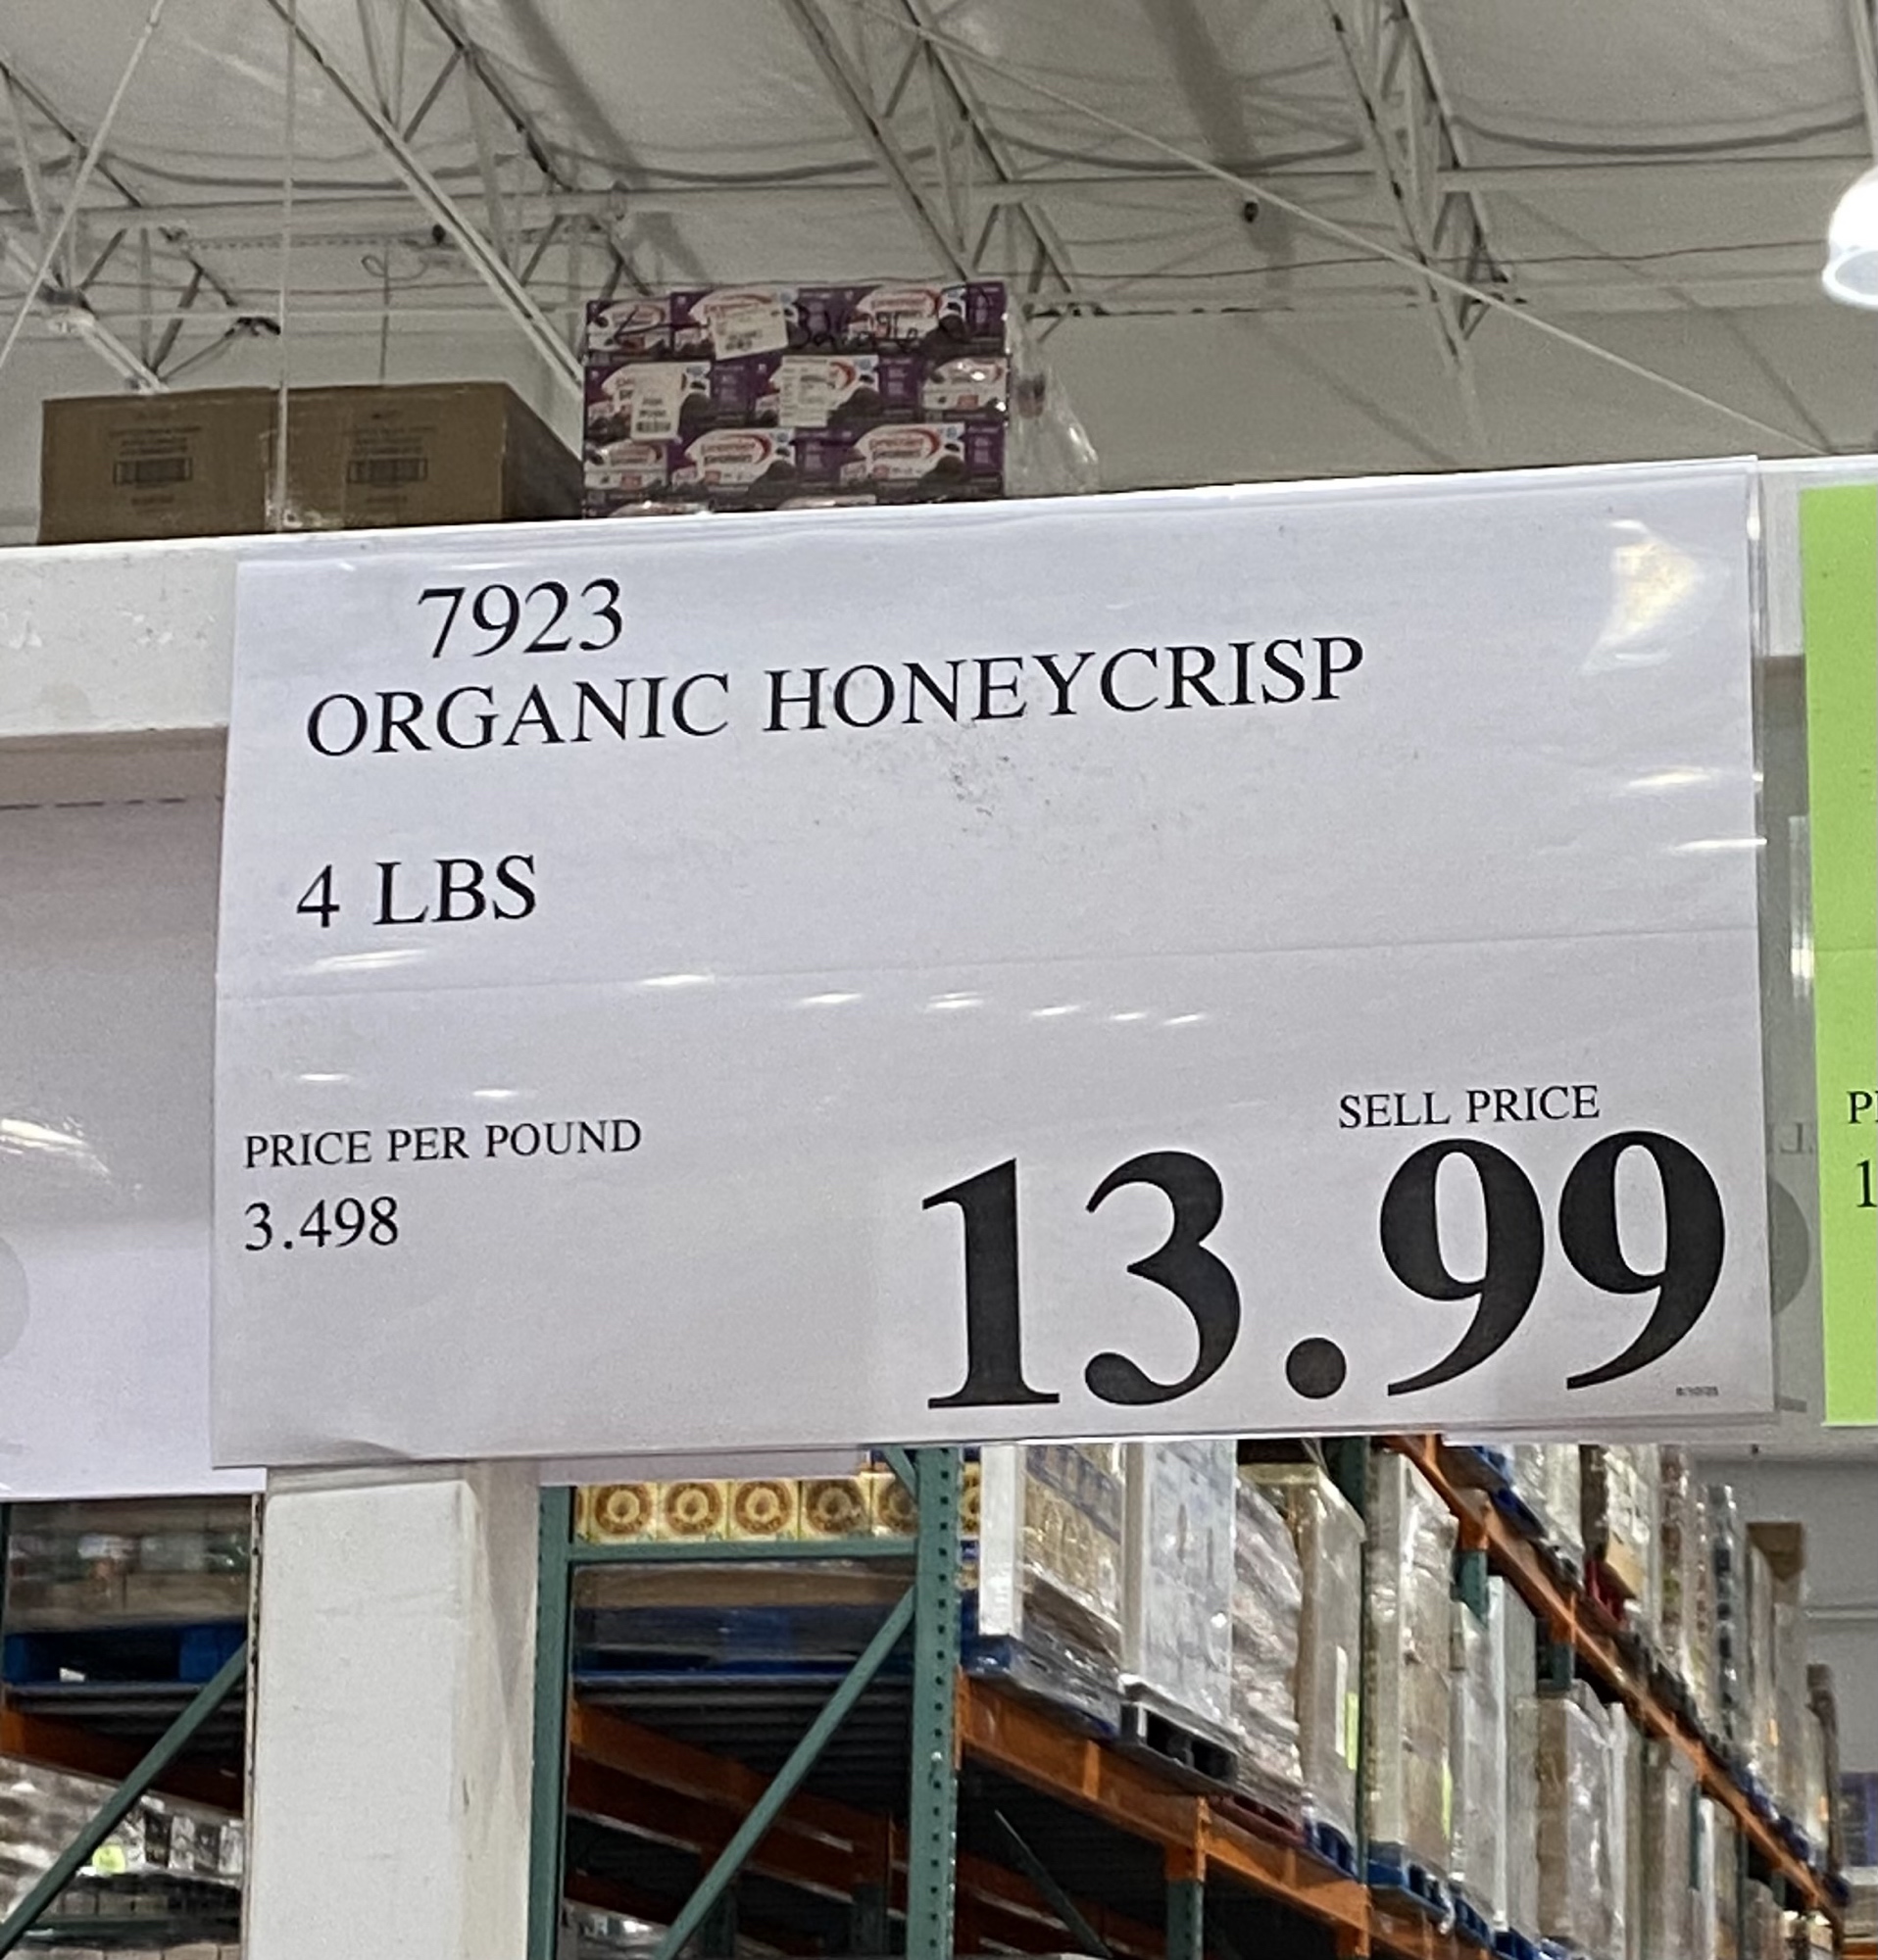 7923
ORGANIC HONEYCRISP
4 LBS
PRICE PER POUND
3.498
SELL PRICE
13.99